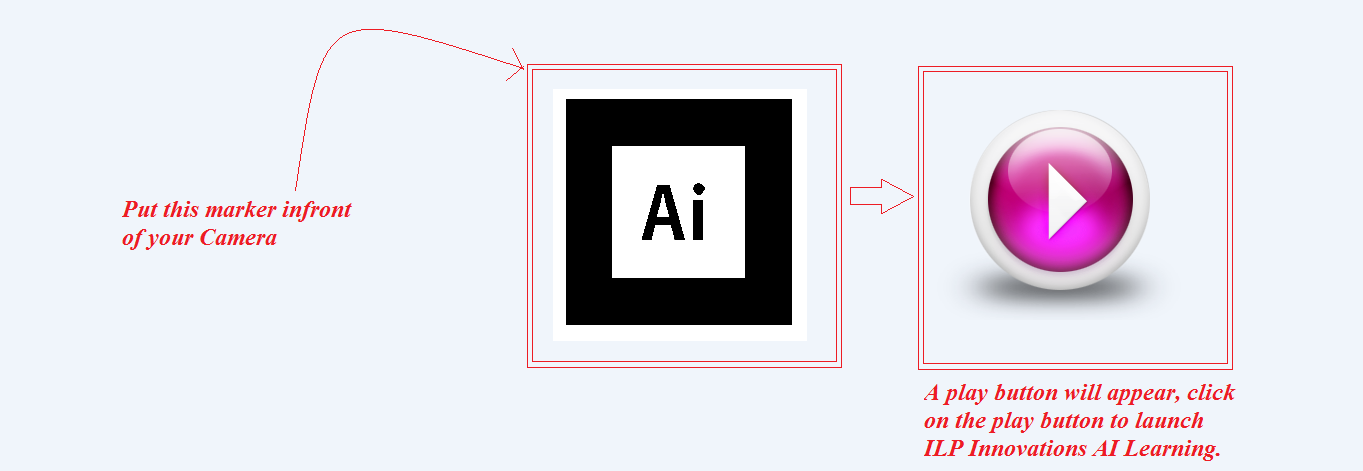 Put this marker infront
of your Camera
Ai
A play button will appear, click
on the play button to launch
ILP Innovations AI Learning.